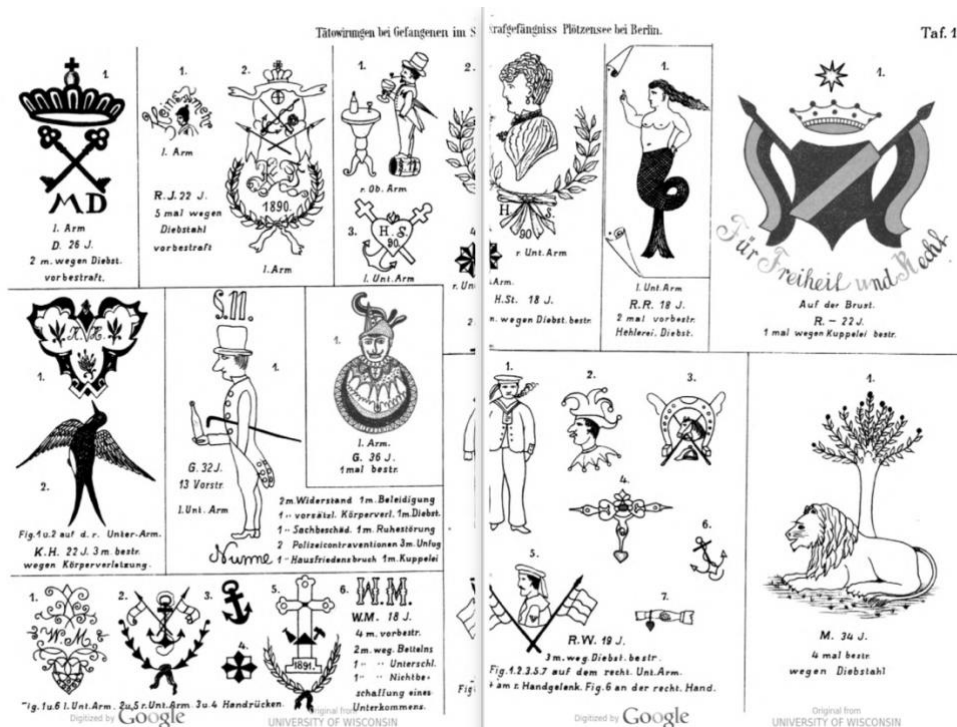 Tätowirungen bei Gefangenen im S
trafgefängniss Plötzensee bei Berlin.
Taf. 1
1.
MD
l. Arm
D. 26 J.
2 m. wegen Diebst.
vorbestraft.
1.
l. Arm
R.J. 22 J.
5 mal wegen
Diebstahl
vorbestraft
2.
1890.
l. Arm
1.
r. Ob. Arm
3.
H. S.
90.
l. Unt. Arm
2.
4.
r. Un
H S.
90
r. Unt. Arm
Arm.
H.St. 18 J.
n. wegen Diebst. bestr.
1.
l. Unt. Arm
R.R. 18 J.
2 mal vorbestr.
Hehlerei. Diebst.
1.
Für Freiheit und Recht
Auf der Brust.
R. – 22 J.
1 mal wegen Kuppelei bestr.
K. H.
1.
2.
Fig. 1 u. 2 auf d. r. Unter-Arm.
K.H. 22 J. 3 m. bestr.
wegen Körperverletzung.
1.
G. 32 J.
13 Vorstr.
l. Unt. Arm
Numme
1.
l. Arm.
G. 36 J.
1 mal bestr.
2 m. Widerstand 1 m. Beleidigung
1 " vorsätzl. Körperverl. 1 m. Diebst.
1 " Sachbeschäd. 1 m. Ruhestörung
2 Polizeicontraventionen 3 m. Unfug
1 " Hausfriedensbruch 1 m. Kuppelei
2.
1.
2.
3.
4.
5.
6.
7.
R.W. 19 J.
3 m. weg. Diebst. bestr.
Fig. 1. 2. 3. 5. 7 auf dem recht. Unt. Arm.
am r. Handgelenk. Fig. 6 an der recht. Hand.
1.
M. 34 J.
4 mal bestr.
wegen Diebstahl
1.
W. M.
2.
3.
4.
5.
1891.
6.
W. M.
W.M. 18 J.
4 m. vorbestr.
2 m. weg. Bettelns
1 " " Unterschl.
1 " " Nichtbe-
schaffung eines
Unterkommens.
Fig. 1 u. 6 l. Unt. Arm. 2 u. 5 r. Unt. Arm. 3 u. 4 Handrücken.
Fig
Digitized by Google
Original from
UNIVERSITY OF WISCONSIN
Digitized by Google
Original from
UNIVERSITY OF WISCONSIN